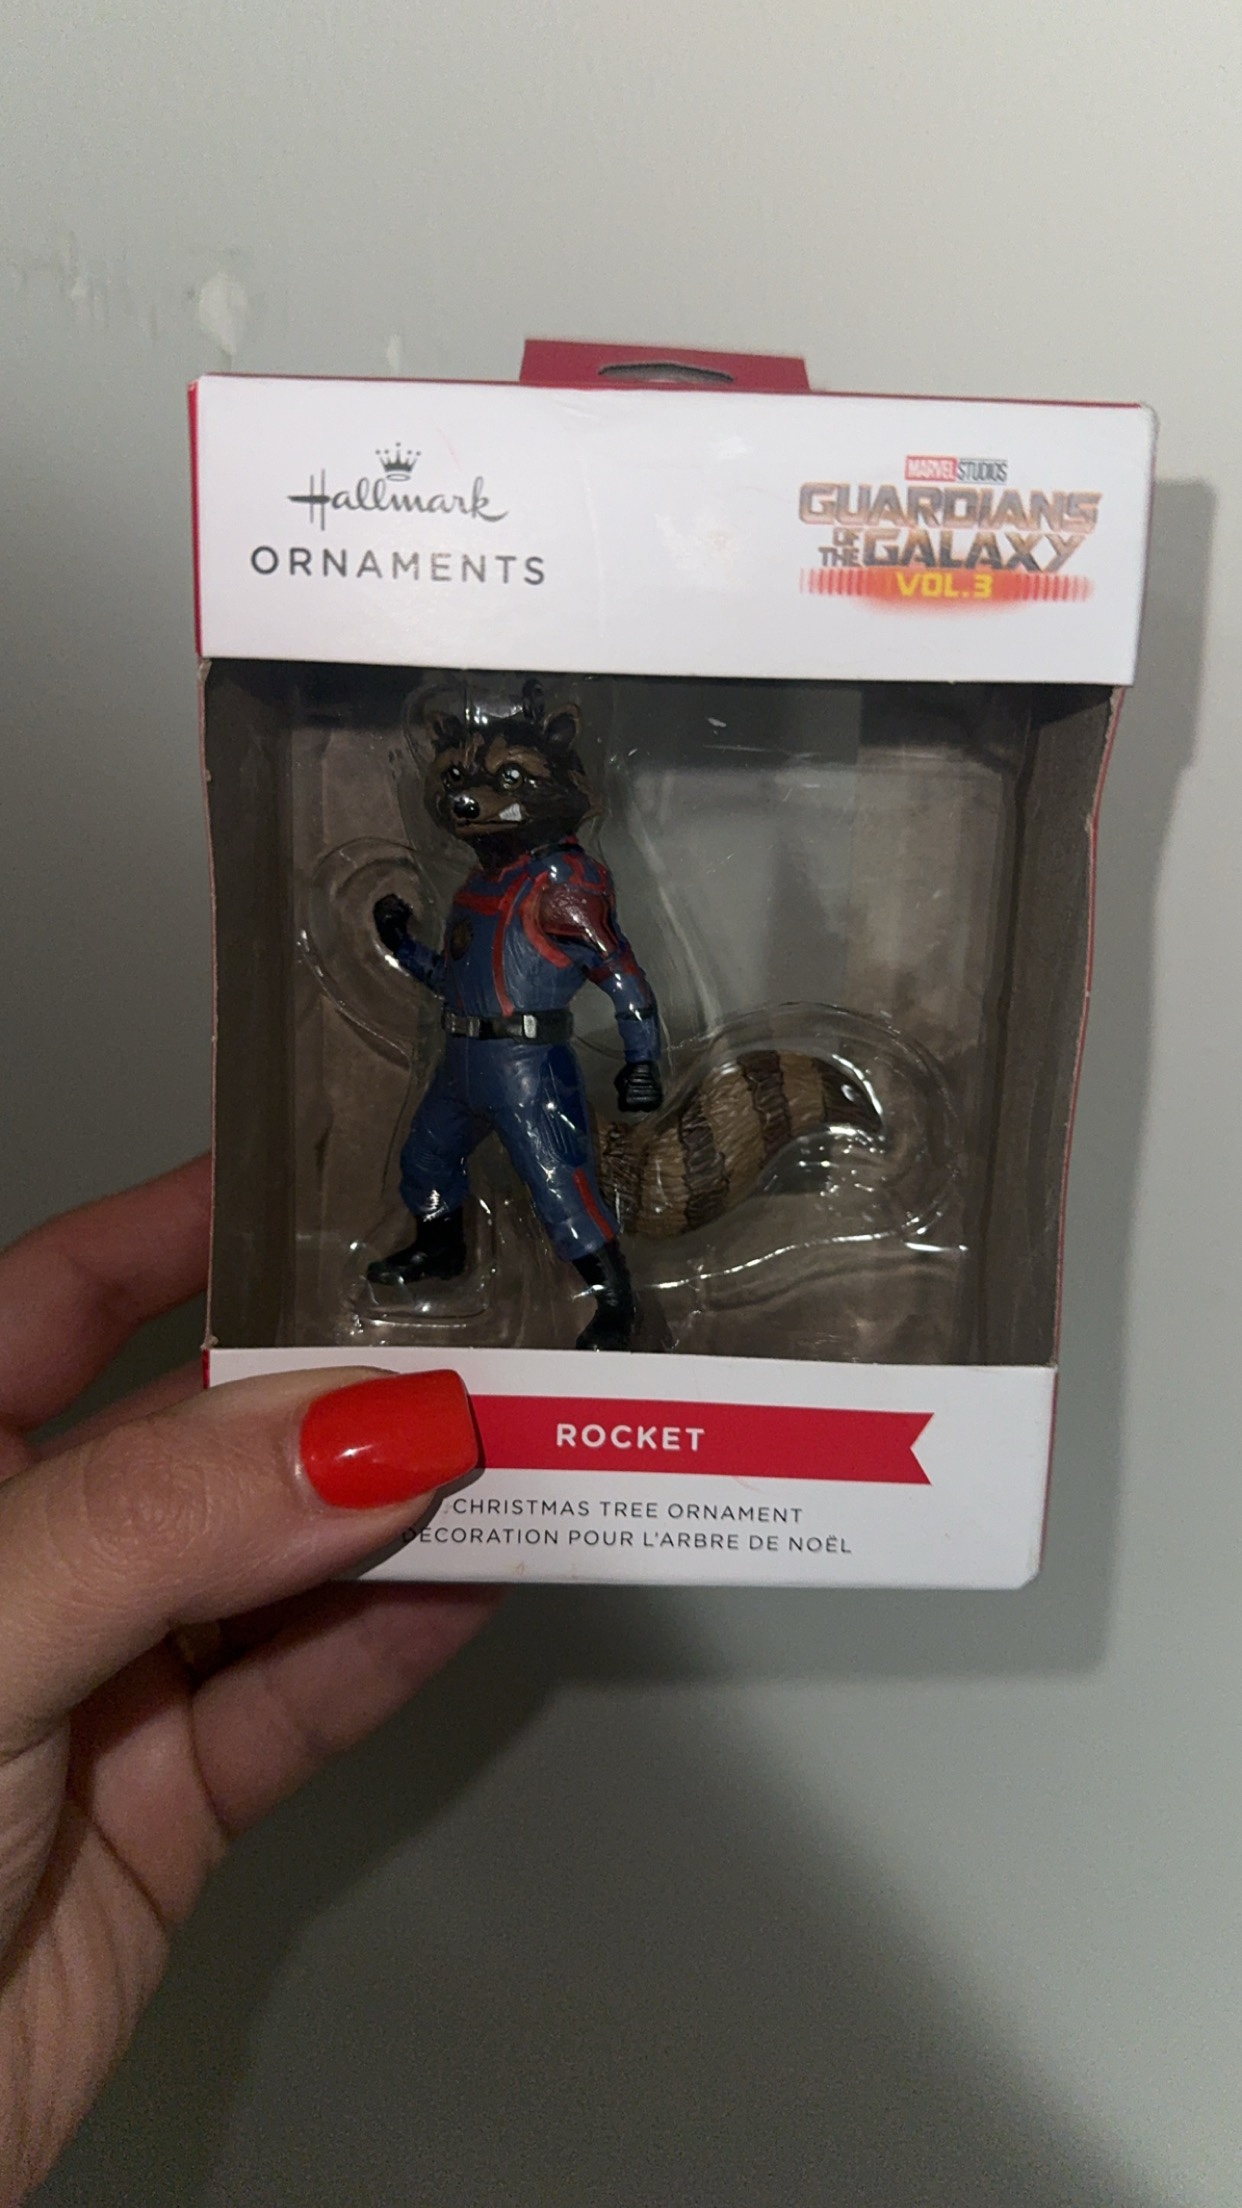 Hallmark
ORNAMENTS
MARVEL STUDIOS
GUARDIANS
OF
THE GALAXY
VOL.3
ROCKET
CHRISTMAS TREE ORNAMENT
DÉCORATION POUR L'ARBRE DE NOËL